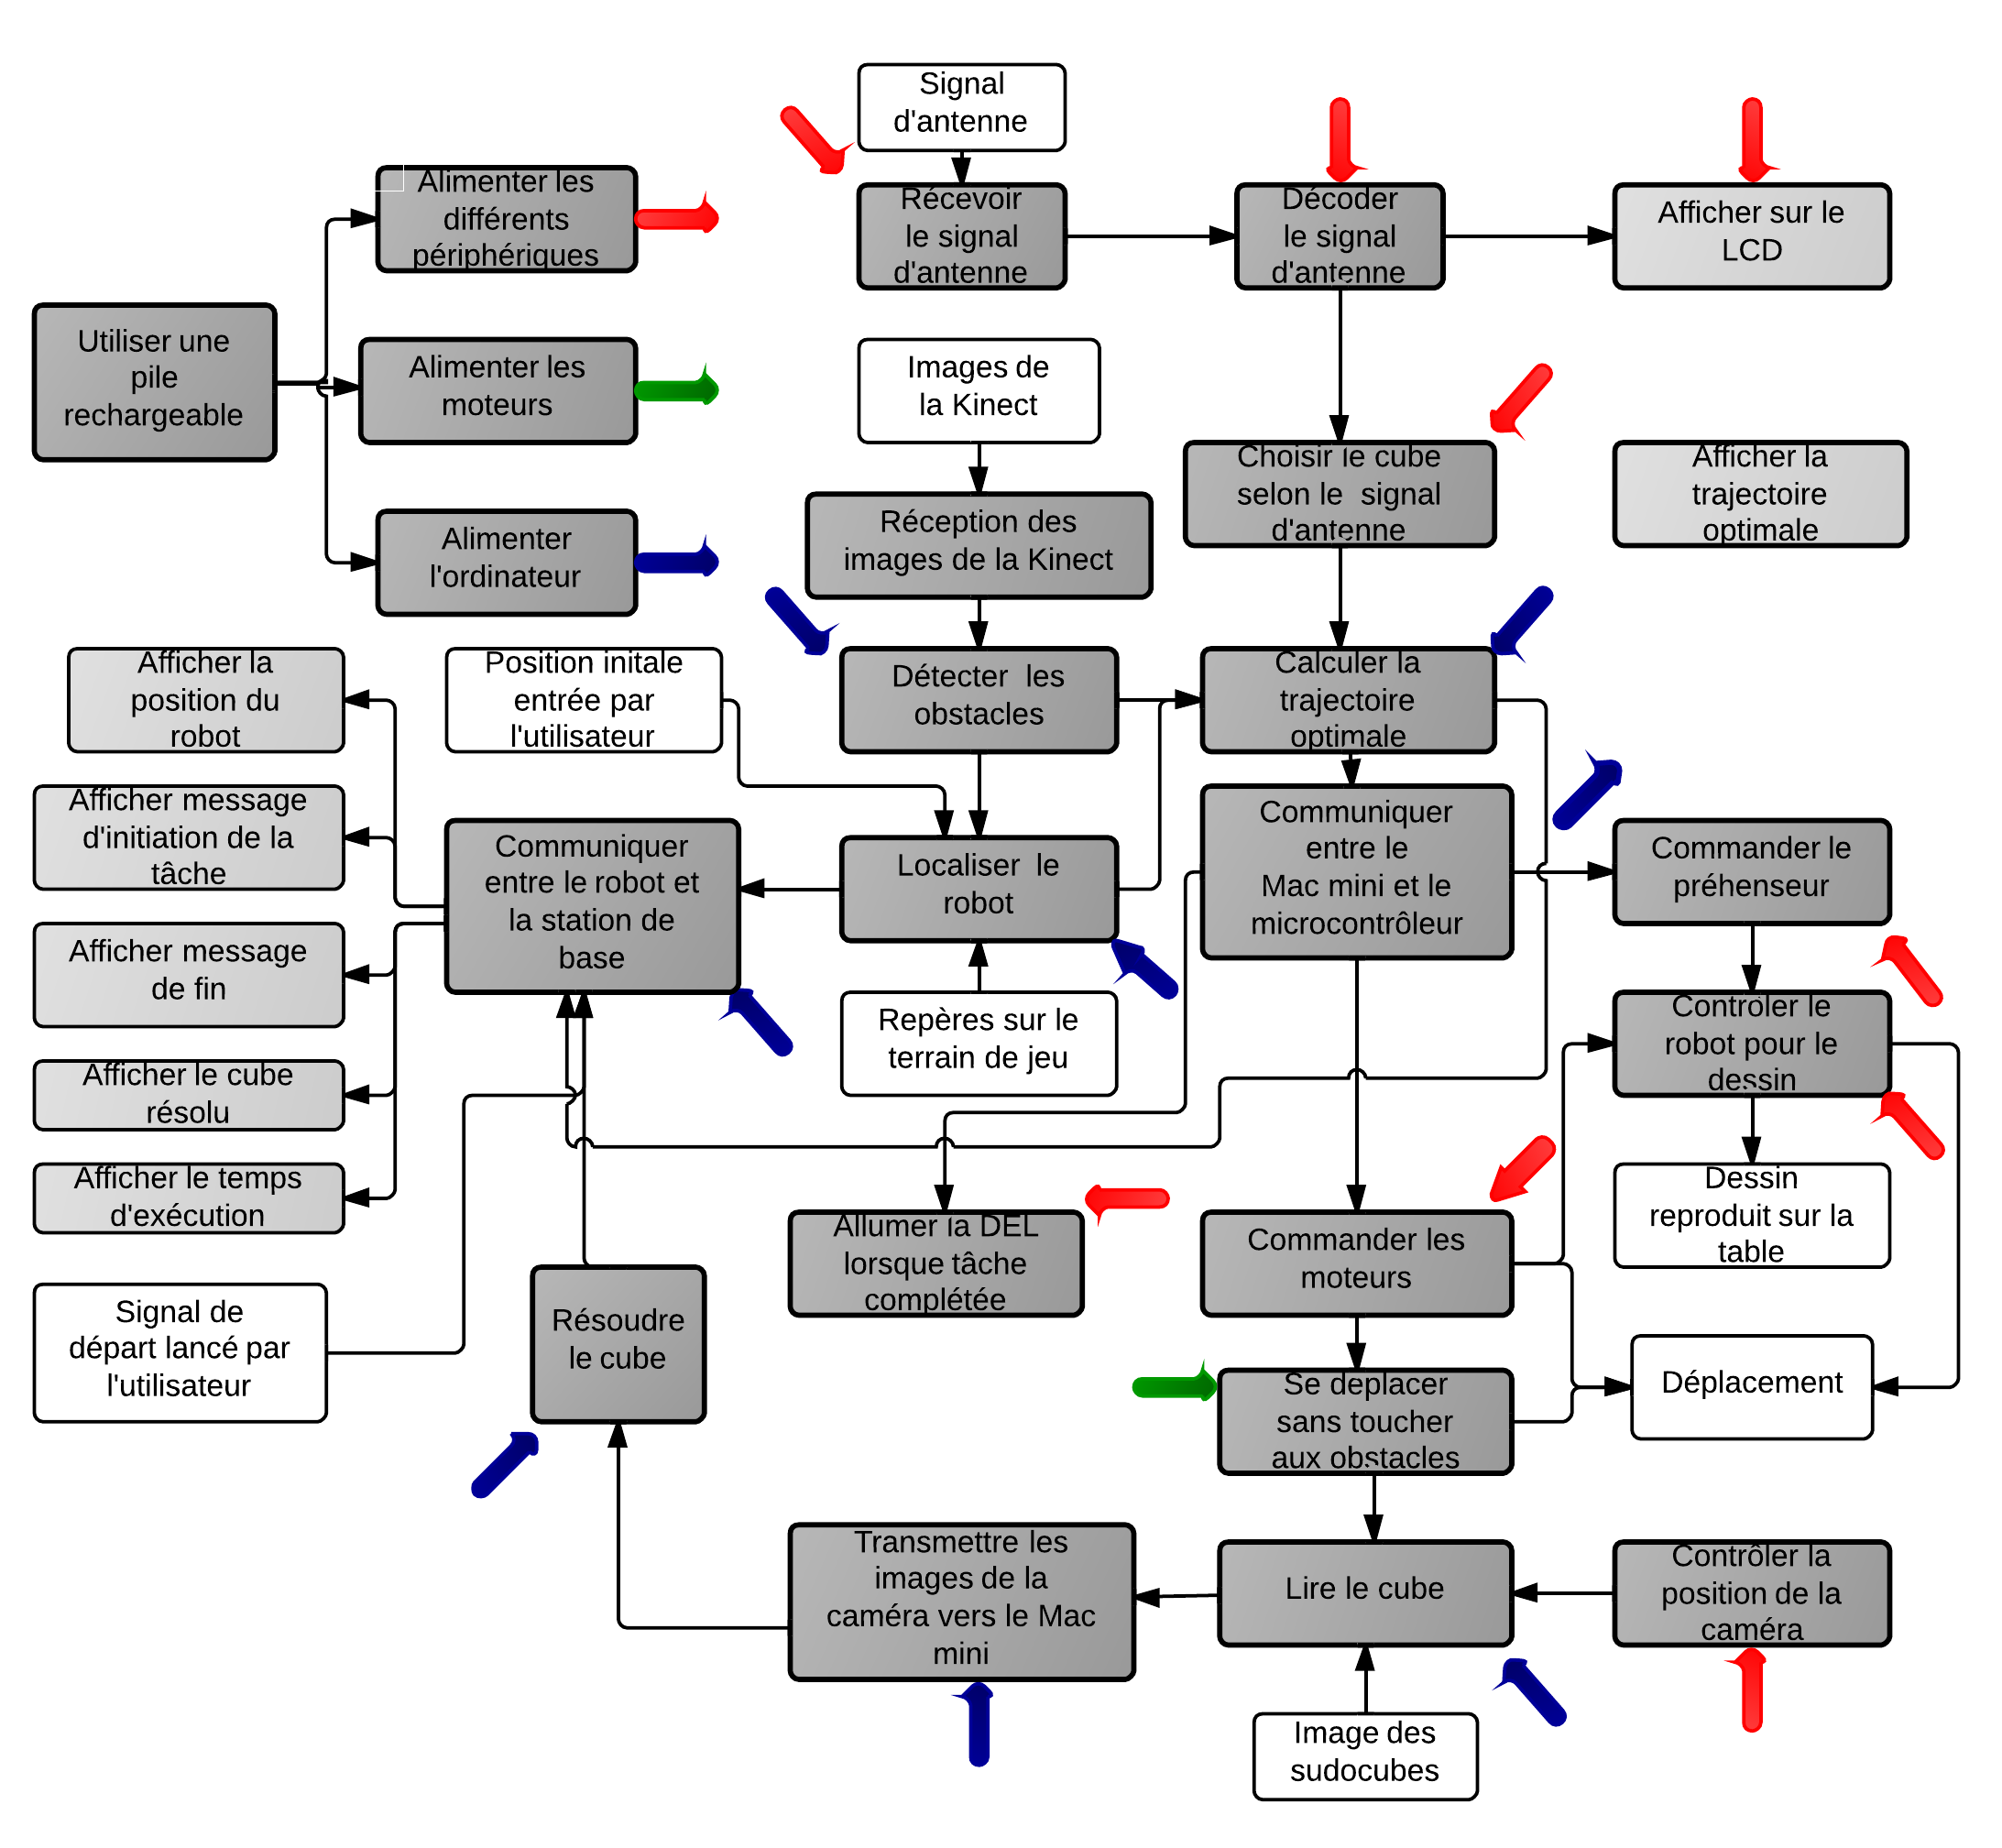 Signal
d'antenne
Alimenter les
différents
périphériques
Récevoir
le signal
d'antenne
Décoder
le signal
d'antenne
Afficher sur le
LCD
Utiliser une
pile
rechargeable
Alimenter les
moteurs
Images de
la Kinect
Choisir le cube
selon le signal
d'antenne
Afficher la
trajectoire
optimale
Alimenter
l'ordinateur
Réception des
images de la Kinect
Afficher la
position du
robot
Position initale
entrée par
l'utilisateur
Détecter les
obstacles
Calculer la
trajectoire
optimale
Afficher message
d'initiation de la
tâche
Communiquer
entre le robot et
la station de
base
Localiser le
robot
Communiquer
entre le
Mac mini et le
microcontrôleur
Commander le
préhenseur
Afficher message
de fin
Repères sur le
terrain de jeu
Contrôler le
robot pour le
dessin
Afficher le cube
résolu
Afficher le temps
d'exécution
Dessin
reproduit sur la
table
Allumer la DEL
lorsque tâche
complétée
Commander les
moteurs
Signal de
départ lancé par
l'utilisateur
Résoudre
le cube
Se déplacer
sans toucher
aux obstacles
Déplacement
Transmettre les
images de la
caméra vers le Mac
mini
Lire le cube
Contrôler la
position de la
caméra
Image des
sudocubes